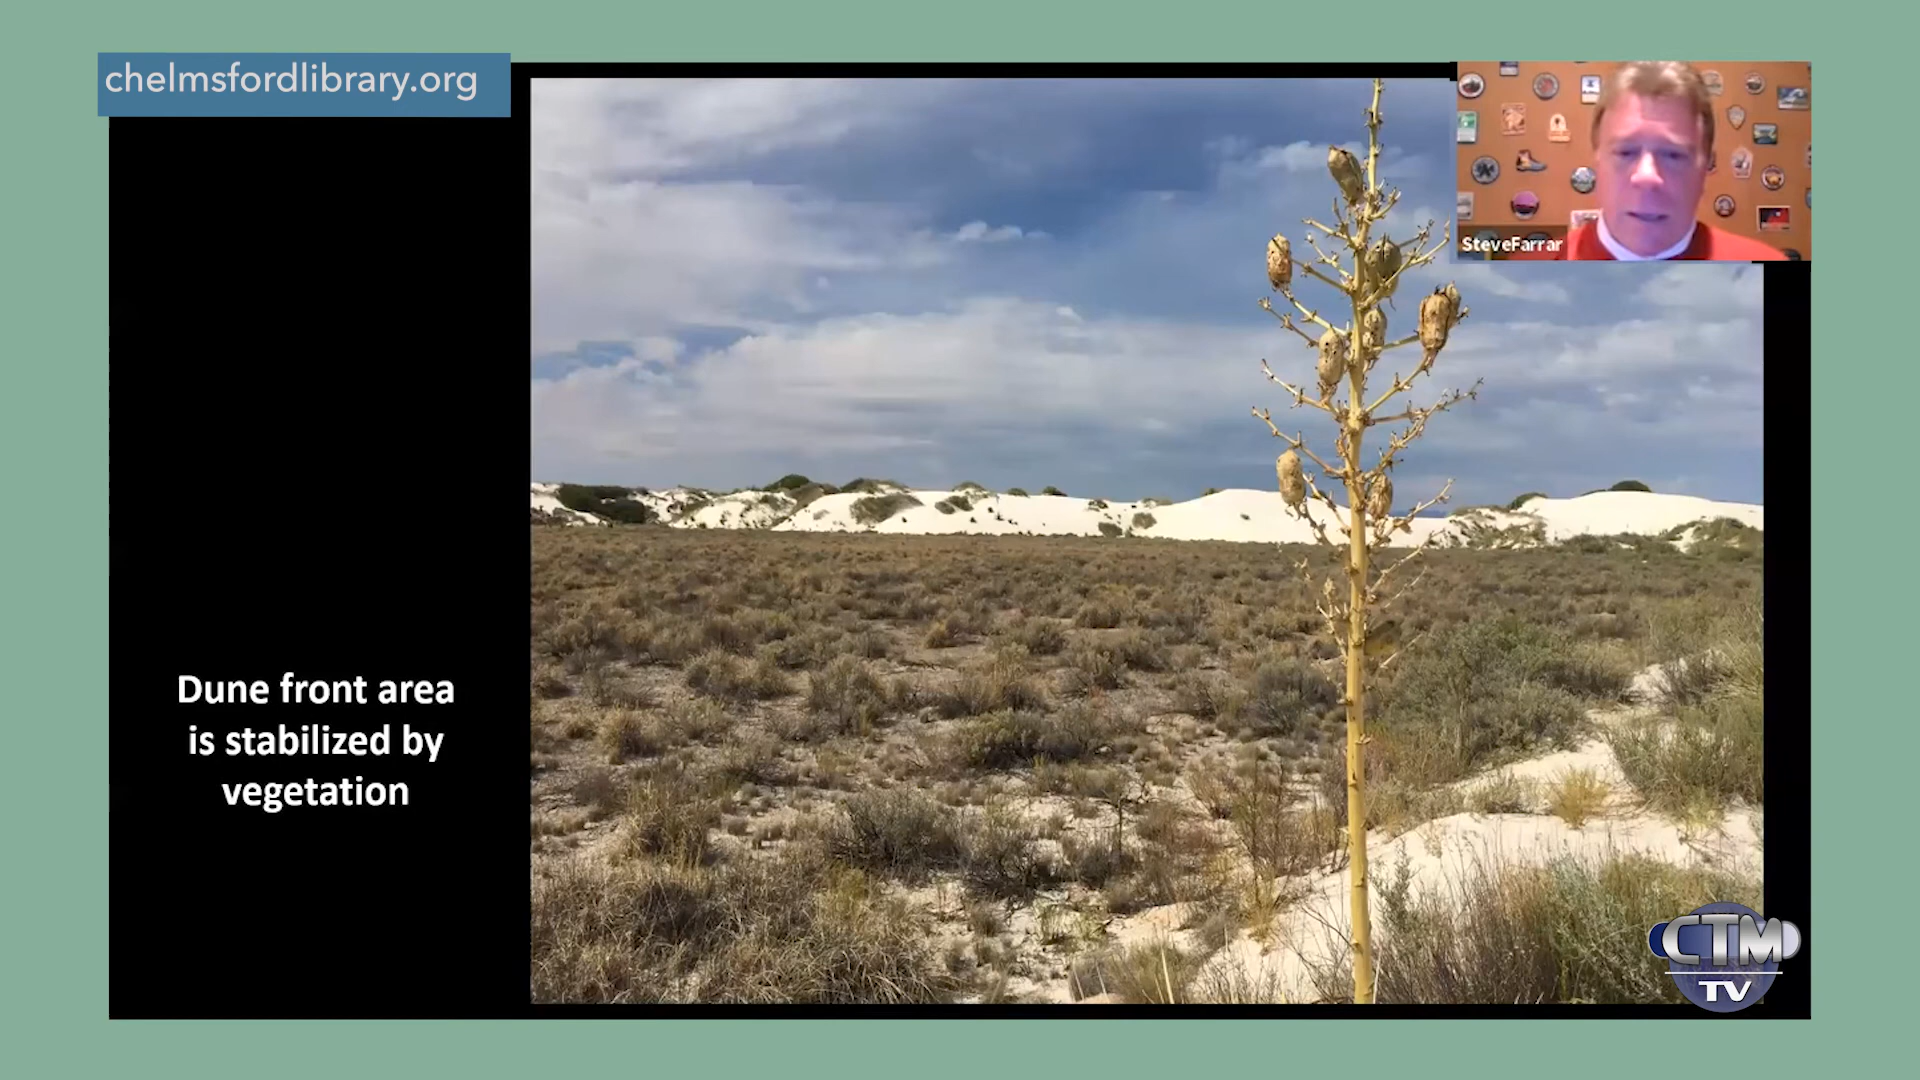 chelmsfordlibrary.org
SteveFarrar
Dune front area
is stabilized by
vegetation
CTM
TV